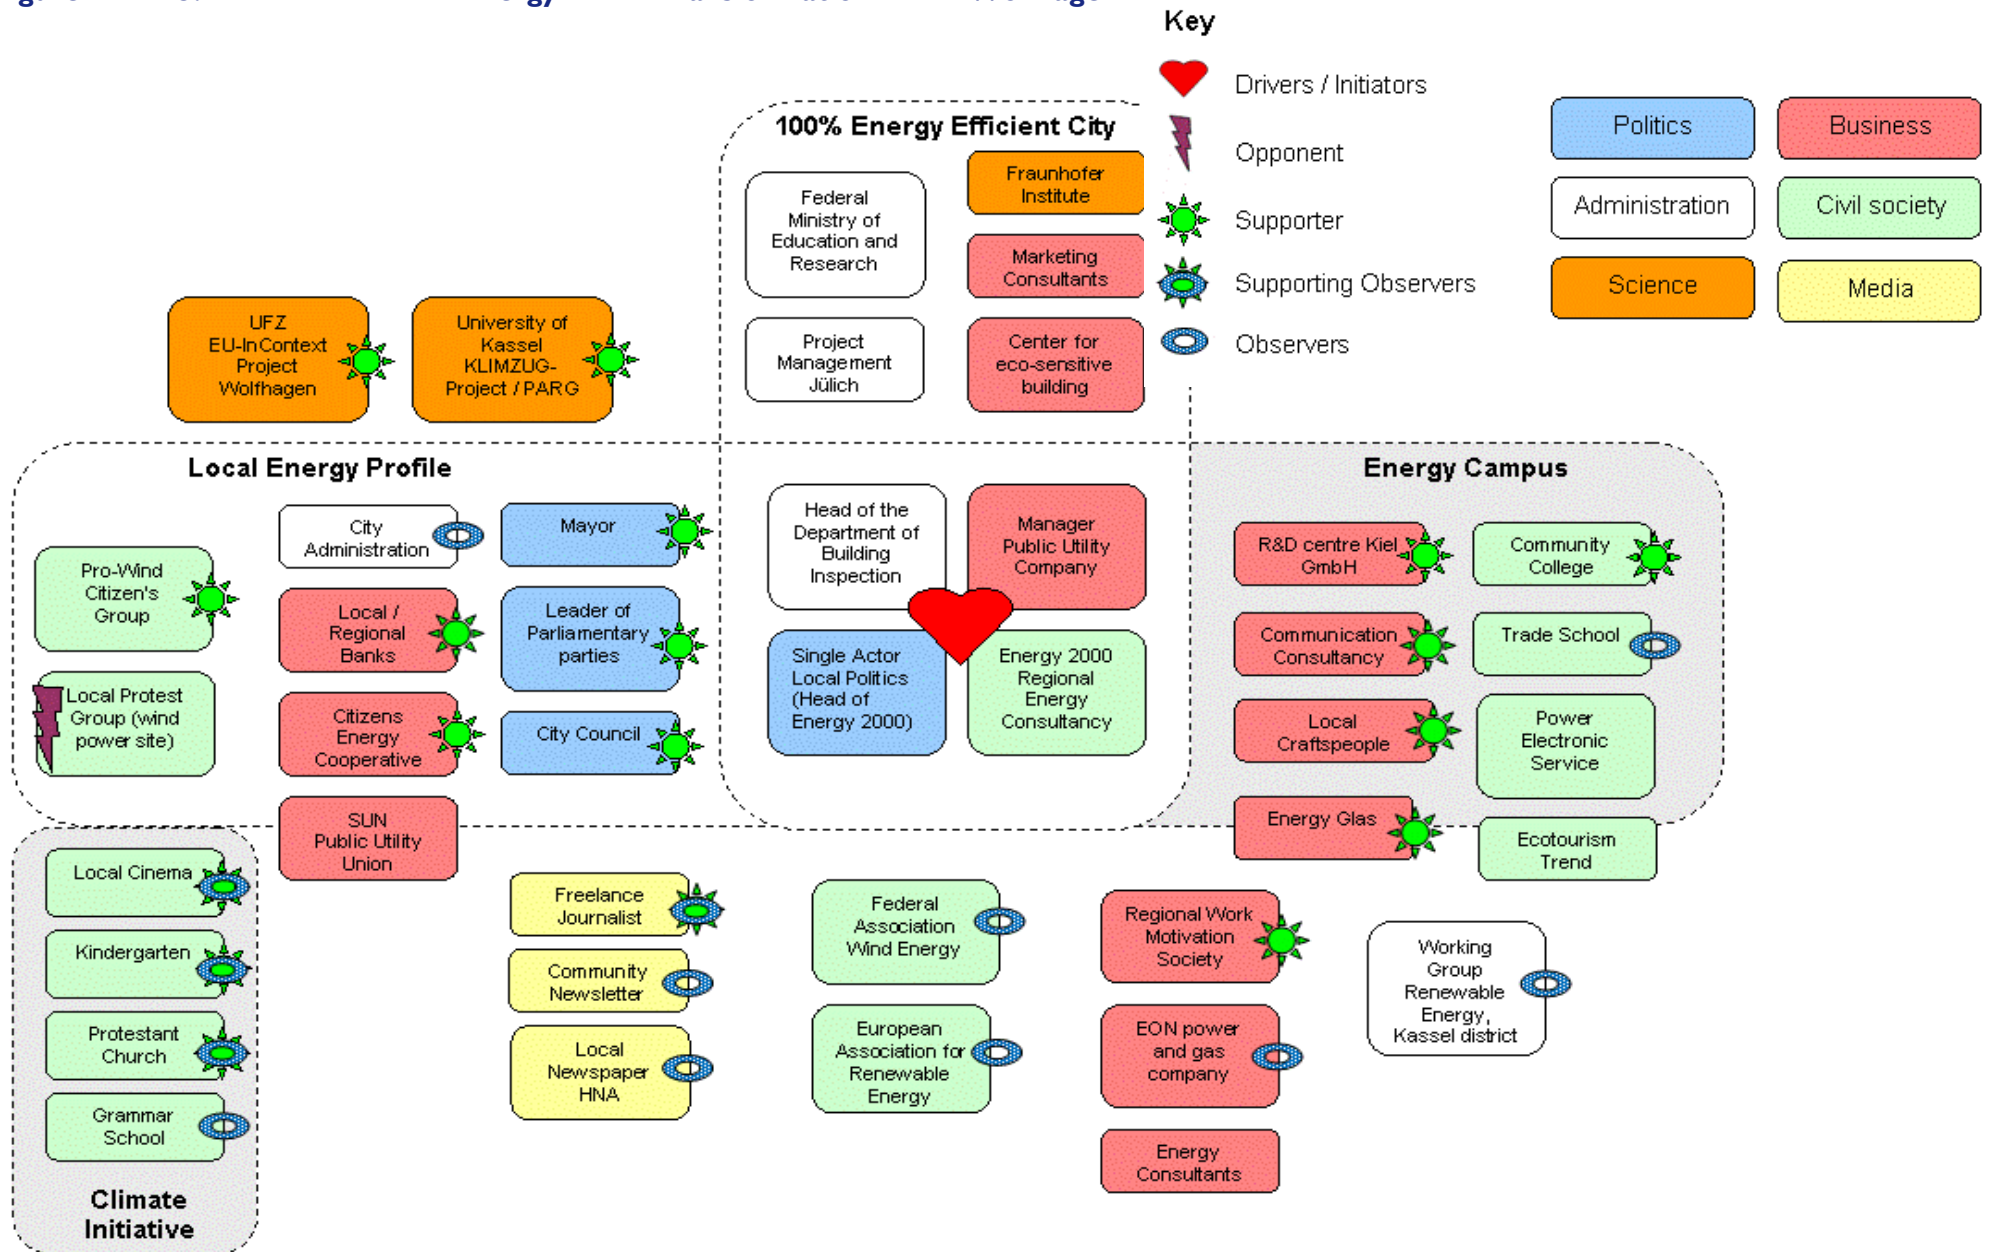 Key
Drivers / Initiators
Opponent
Supporter
Supporting Observers
Observers
Politics
Business
Administration
Civil society
Science
Media
100% Energy Efficient City
Federal
Ministry of
Education and
Research
Fraunhofer
Institute
Marketing
Consultants
Project
Management
Jülich
Center for
eco-sensitive
building
UFZ
EU-InContext
Project
Wolfhagen
University of
Kassel
KLIMZUG-
Project / PARG
Local Energy Profile
Pro-Wind
Citizen's
Group
Local Protest
Group (wind
power site)
City
Administration
Local /
Regional
Banks
Citizens
Energy
Cooperative
SUN
Public Utility
Union
Mayor
Leader of
Parliamentary
parties
City Council
Head of the
Department of
Building
Inspection
Manager
Public Utility
Company
Single Actor
Local Politics
(Head of
Energy 2000)
Energy 2000
Regional
Energy
Consultancy
Energy Campus
R&D centre Kiel
GmbH
Communication
Consultancy
Local
Craftspeople
Energy Glas
Community
College
Trade School
Power
Electronic
Service
Ecotourism
Trend
Local Cinema
Kindergarten
Protestant
Church
Grammar
School
Climate
Initiative
Freelance
Journalist
Community
Newsletter
Local
Newspaper
HNA
Federal
Association
Wind Energy
European
Association for
Renewable
Energy
Regional Work
Motivation
Society
EON power
and gas
company
Energy
Consultants
Working
Group
Renewable
Energy,
Kassel district